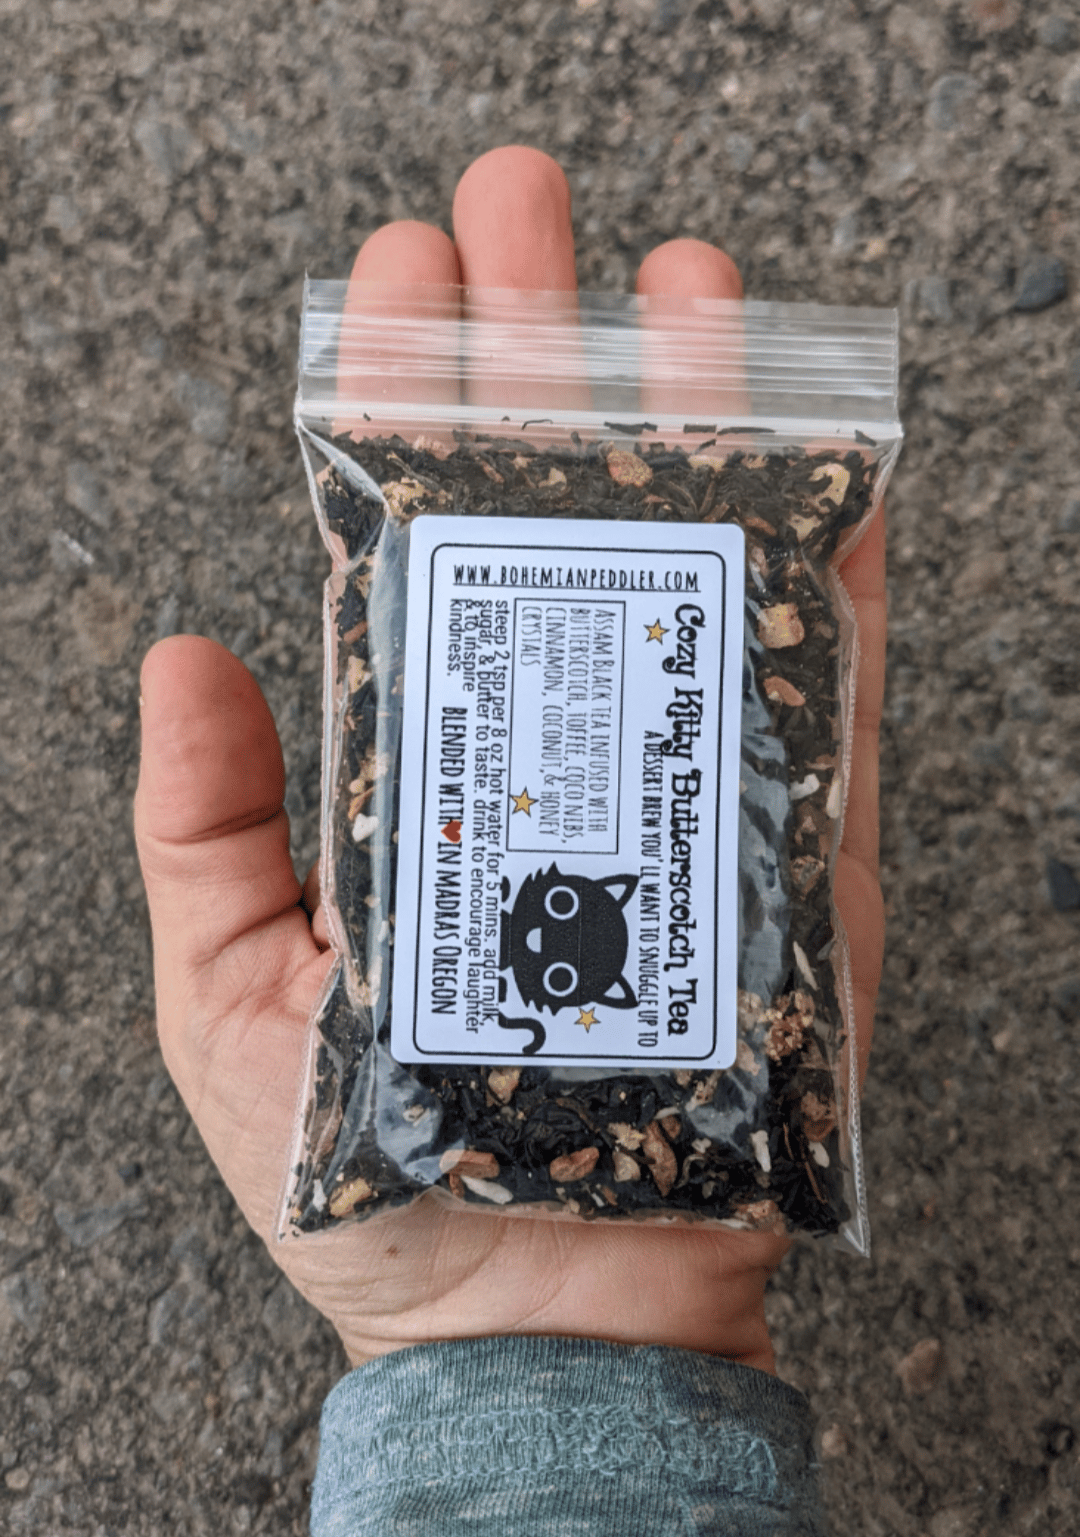 WWW.BOHEMIANPEDDLER.COM
Cozy Kitty Butterscotch Tea
A DESSERT BREW YOU'LL WANT TO SNUGGLE UP TO
ASSAM BLACK TEA INFUSED WITH
BUTTERSCOTCH, TOFFEE, COCO NIBS,
CINNAMON, COCONUT, & HONEY
CRYSTALS
steep 2 tsp per 8 oz hot water for 5 mins. add milk,
sugar, & butter to taste. drink to encourage laughter
& to inspire
kindness.
BLENDED WITH❤IN MADRAS OREGON